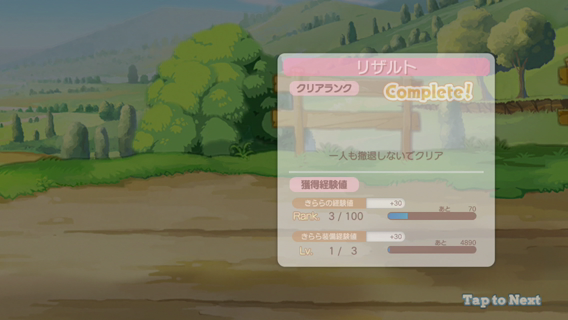 リザルト
クリアランク
Complete!
一人も撤退しないでクリア
獲得経験値
きららの経験値 +30
Rank. 3 / 100 あと 70
きらら装備経験値 +30
Lv. 1 / 3 あと 4880
Tap to Next